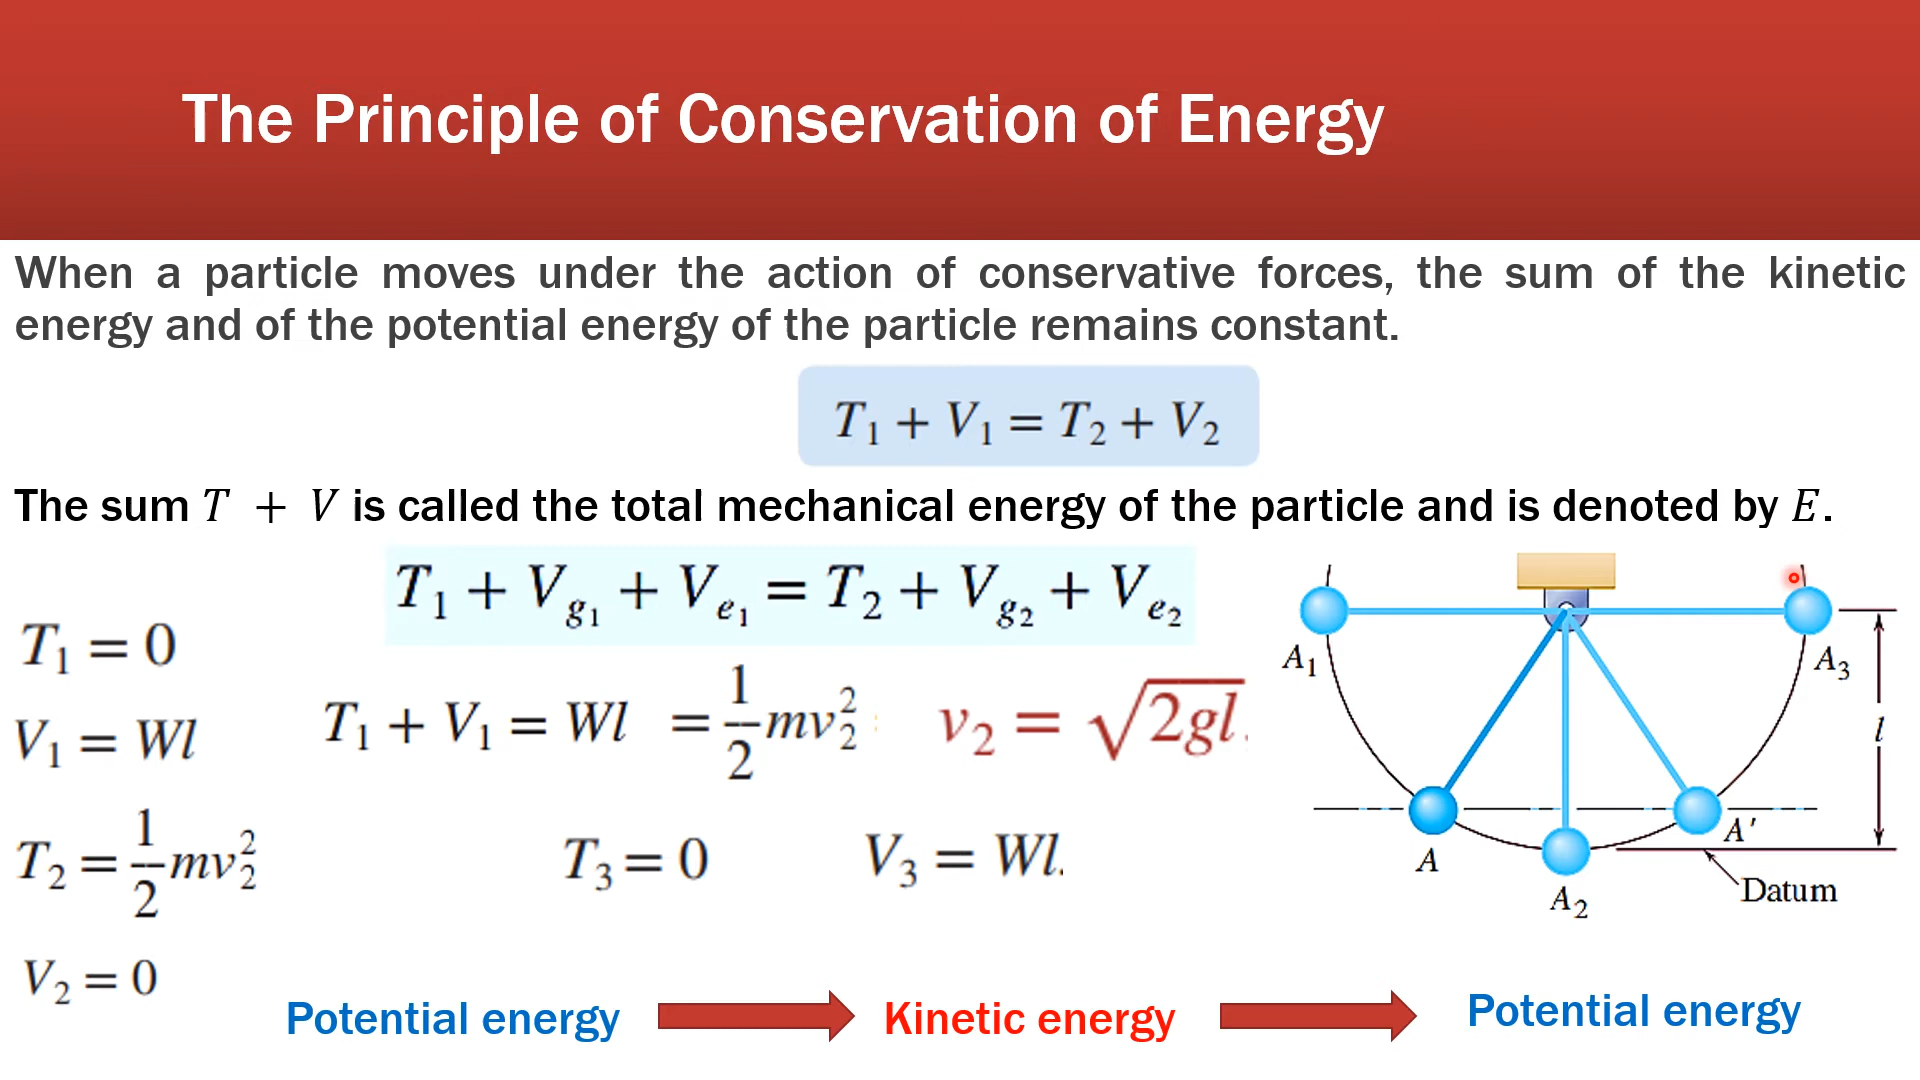 The Principle of Conservation of Energy
When a particle moves under the action of conservative forces, the sum of the kinetic
energy and of the potential energy of the particle remains constant.
T₁ + V₁ = T₂ + V₂
The sum T + V is called the total mechanical energy of the particle and is denoted by E.
T₁ + V_g₁ + V_e₁ = T₂ + V_g₂ + V_e₂
T₁ = 0
V₁ = Wl
T₂ = 1/2 mv₂²
V₂ = 0
T₁ + V₁ = Wl = 1/2 mv₂²
v₂ = √2gl.
T₃ = 0
V₃ = Wl.
A₁
A₃
l
A
A′
A₂
Datum
Potential energy
Kinetic energy
Potential energy